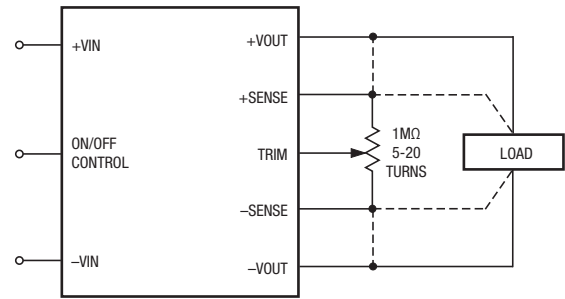 +VIN
ON/OFF
CONTROL
–VIN
+VOUT
+SENSE
TRIM
–SENSE
–VOUT
1MΩ
5-20
TURNS
LOAD